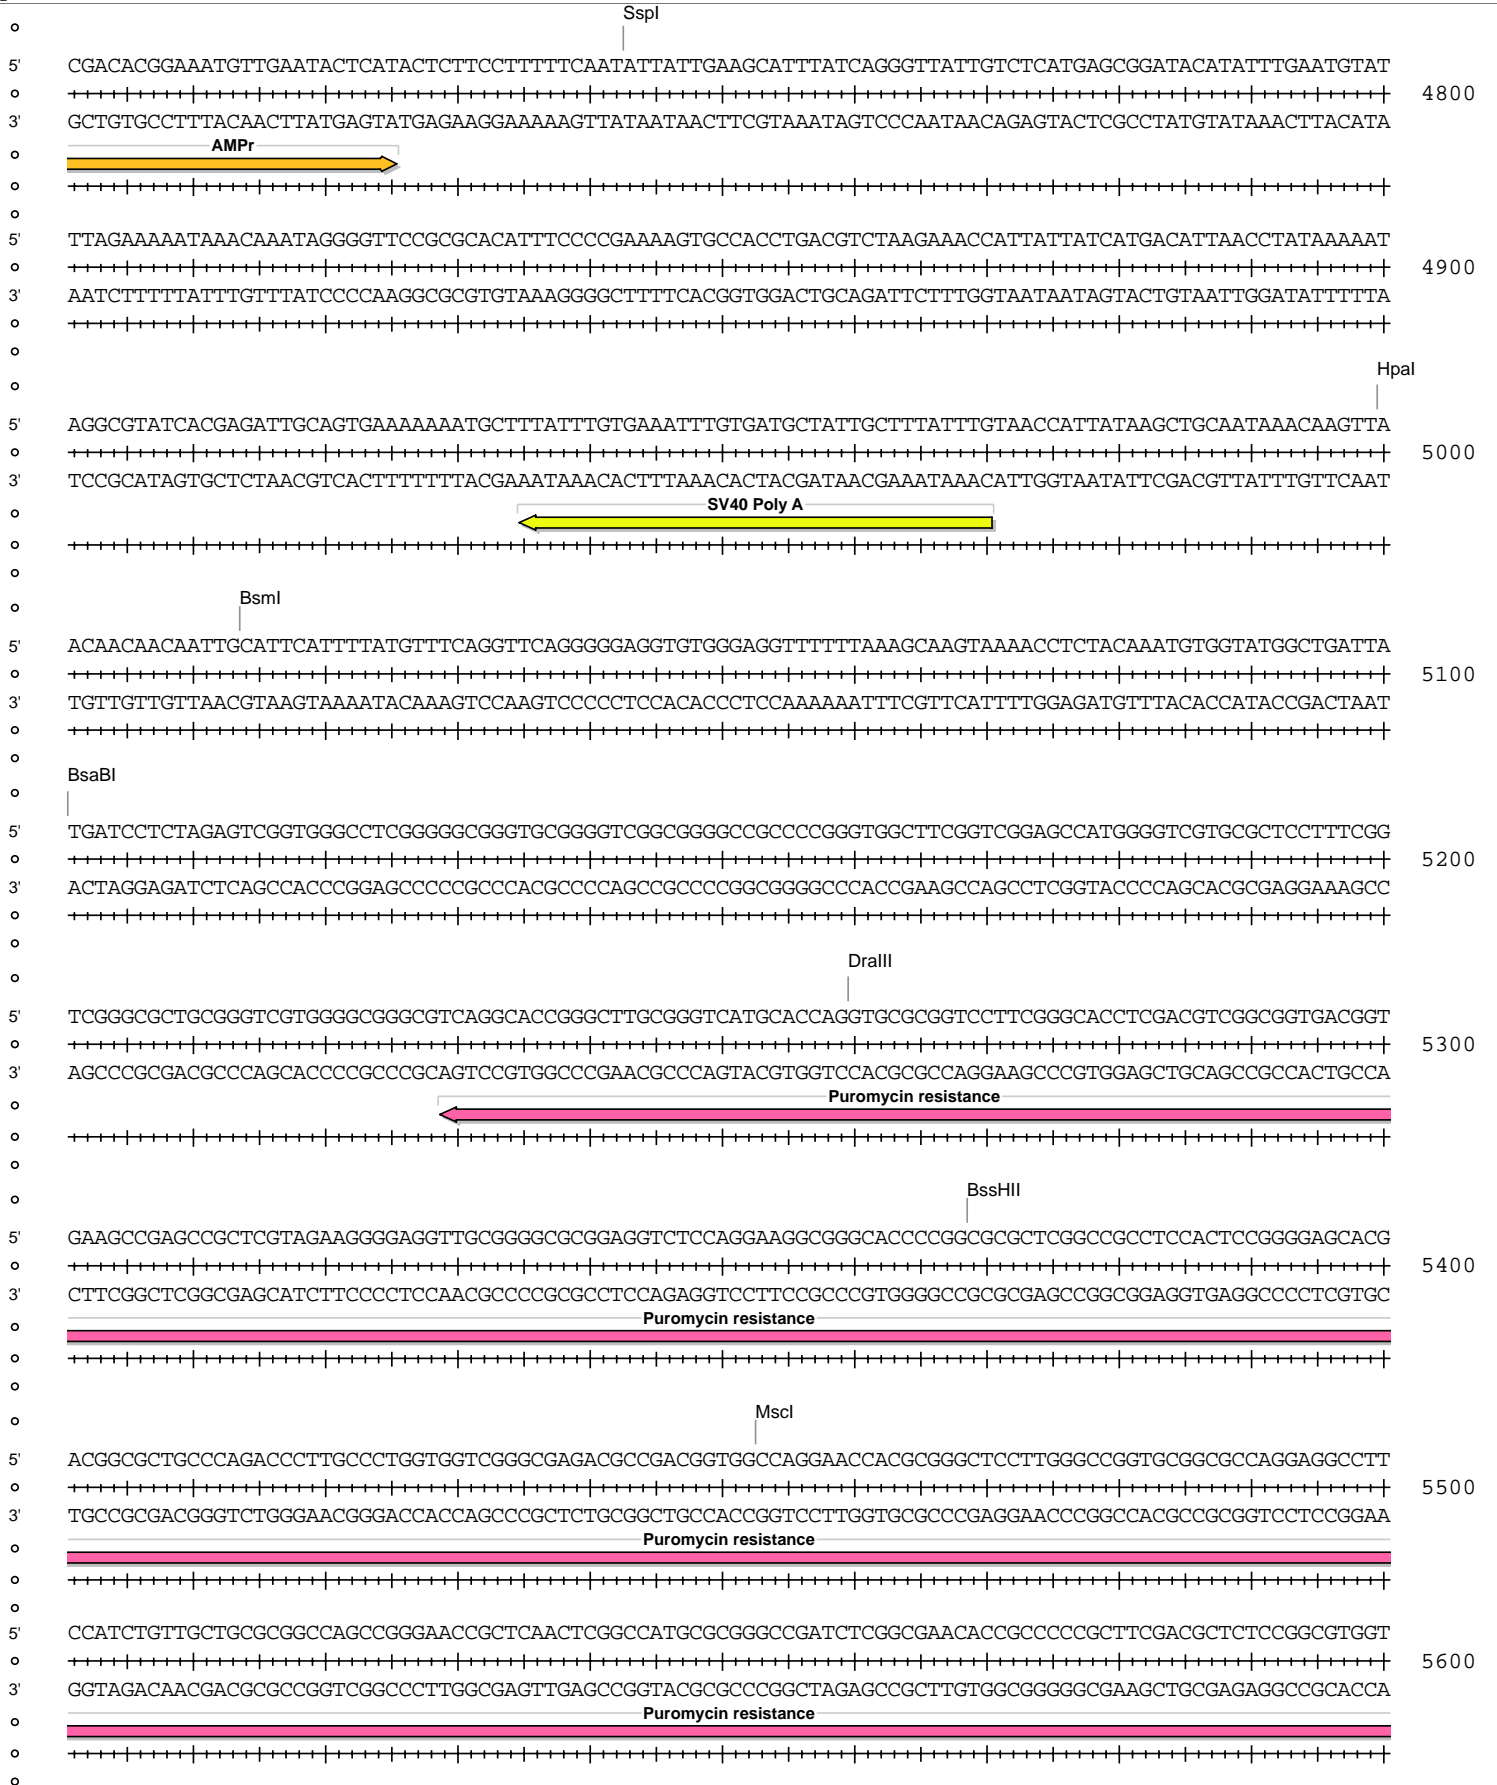 SspI
5' CGACACGGAAATGTTGAATACTCATACTCTTCCTTTTTCAATATTATTGAAGCATTTATCAGGGTTATTGTCTCATGAGCGGATACATATTTGAATGTAT
4800
3' GCTGTGCCTTTACAACTTATGAGTATGAGAAGGAAAAAGTTATAATAACTTCGTAAATAGTCCCAATAACAGAGTACTCGCCTATGTATAAACTTACATA
AMPr
5' TTAGAAAAATAAACAAATAGGGGTTCCGCGCACATTTCCCCGAAAAGTGCCACCTGACGTCTAAGAAACCATTATTATCATGACATTAACCTATAAAAAT
4900
3' AATCTTTTTATTTGTTTATCCCCAAGGCGCGTGTAAAGGGGCTTTTCACGGTGGACTGCAGATTCTTTGGTAATAATAGTACTGTAATTGGATATTTTTA
HpaI
5' AGGCGTATCACGAGATTGCAGTGAAAAAAATGCTTTATTTGTGAAATTTGTGATGCTATTGCTTTATTTGTAACCATTATAAGCTGCAATAAACAAGTTA
5000
3' TCCGCATAGTGCTCTAACGTCACTTTTTTTACGAAATAAACACTTTAAACACTACGATAACGAAATAAACATTGGTAATATTCGACGTTATTTGTTCAAT
SV40 Poly A
BsmI
5' ACAACAACAATTGCATTCATTTTATGTTTCAGGTTCAGGGGGAGGTGTGGGAGGTTTTTTAAAGCAAGTAAAACCTCTACAAATGTGGTATGGCTGATTA
5100
3' TGTTGTTGTTAACGTAAGTAAAATACAAAGTCCAAGTCCCCCTCCACACCCTCCAAAAAATTTCGTTCATTTTGGAGATGTTTACACCATACCGACTAAT
BsaBI
5' TGATCCTCTAGAGTCGGTGGGCCTCGGGGGCGGGTGCGGGGTCGGCGGGGCCGCCCCGGGTGGCTTCGGTCGGAGCCATGGGGTCGTGCGCTCCTTTCGG
5200
3' ACTAGGAGATCTCAGCCACCCGGAGCCCCCGCCCACGCCCCAGCCGCCCCGGCGGGGCCCACCGAAGCCAGCCTCGGTACCCCAGCACGCGAGGAAAGCC
DraIII
5' TCGGGCGCTGCGGGTCGTGGGGCGGGCGTCAGGCACCGGGCTTGCGGGTCATGCACCAGGTGCGCGGTCCTTCGGGCACCTCGACGTCGGCGGTGACGGT
5300
3' AGCCCGCGACGCCCAGCACCCCGCCCGCAGTCCGTGGCCCGAACGCCCAGTACGTGGTCCACGCGCCAGGAAGCCCGTGGAGCTGCAGCCGCCACTGCCA
Puromycin resistance
BssHII
5' GAAGCCGAGCCGCTCGTAGAAGGGGAGGTTGCGGGGCGCGGAGGTCTCCAGGAAGGCGGGCACCCCGGCGCGCTCGGCCGCCTCCACTCCGGGGAGCACG
5400
3' CTTCGGCTCGGCGAGCATCTTCCCCTCCAACGCCCCGCGCCTCCAGAGGTCCTTCCGCCCGTGGGGCCGCGCGAGCCGGCGGAGGTGAGGCCCCTCGTGC
Puromycin resistance
MscI
5' ACGGCGCTGCCCAGACCCTTGCCCTGGTGGTCGGGCGAGACGCCGACGGTGGCCAGGAACCACGCGGGCTCCTTGGGCCGGTGCGGCGCCAGGAGGCCTT
5500
3' TGCCGCGACGGGTCTGGGAACGGGACCACCAGCCCGCTCTGCGGCTGCCACCGGTCCTTGGTGCGCCCGAGGAACCCGGCCACGCCGCGGTCCTCCGGAA
Puromycin resistance
5' CCATCTGTTGCTGCGCGGCCAGCCGGGAACCGCTCAACTCGGCCATGCGCGGGCCGATCTCGGCGAACACCGCCCCCGCTTCGACGCTCTCCGGCGTGGT
5600
3' GGTAGACAACGACGCGCCGGTCGGCCCTTGGCGAGTTGAGCCGGTACGCGCCCGGCTAGAGCCGCTTGTGGCGGGGGCGAAGCTGCGAGAGGCCGCACCA
Puromycin resistance